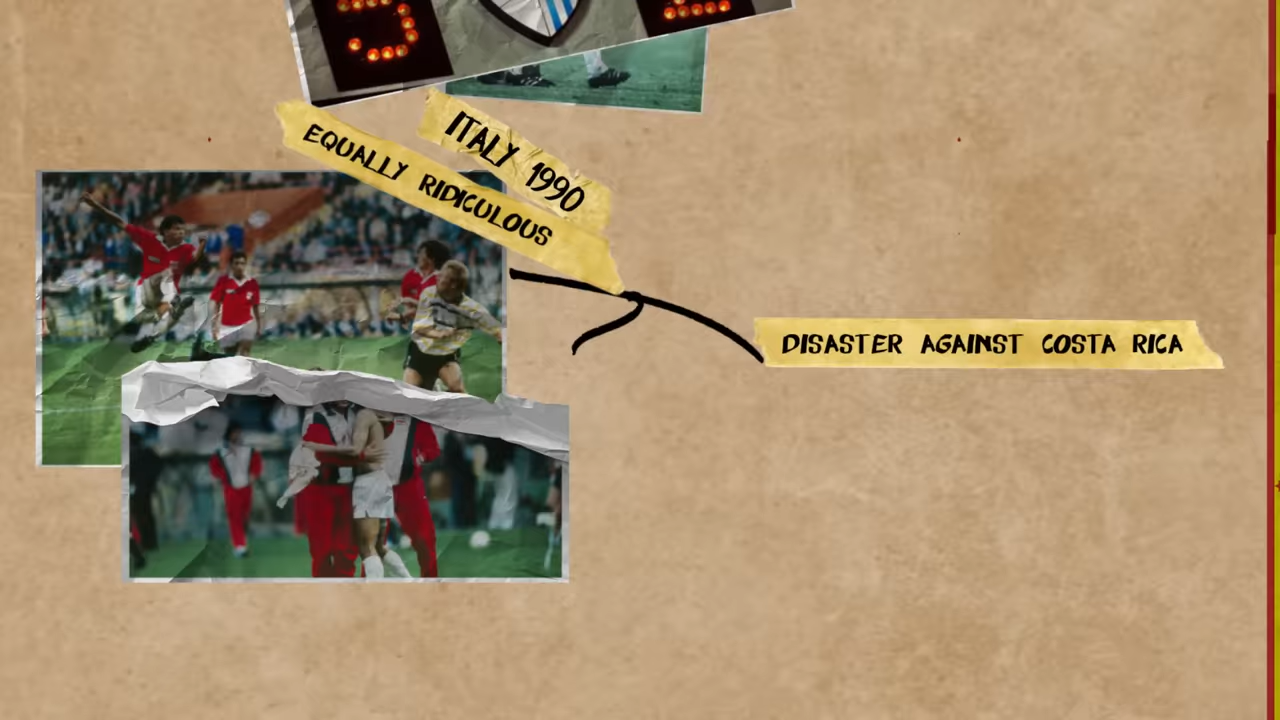 ITALY 1990
EQUALLY RIDICULOUS
DISASTER AGAINST COSTA RICA